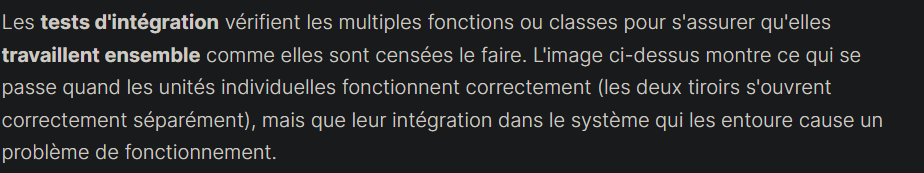 Les tests d'intégration vérifient les multiples fonctions ou classes pour s'assurer qu'elles
travaillent ensemble comme elles sont censées le faire. L'image ci-dessus montre ce qui se
passe quand les unités individuelles fonctionnent correctement (les deux tiroirs s'ouvrent
correctement séparément), mais que leur intégration dans le système qui les entoure cause un
problème de fonctionnement.